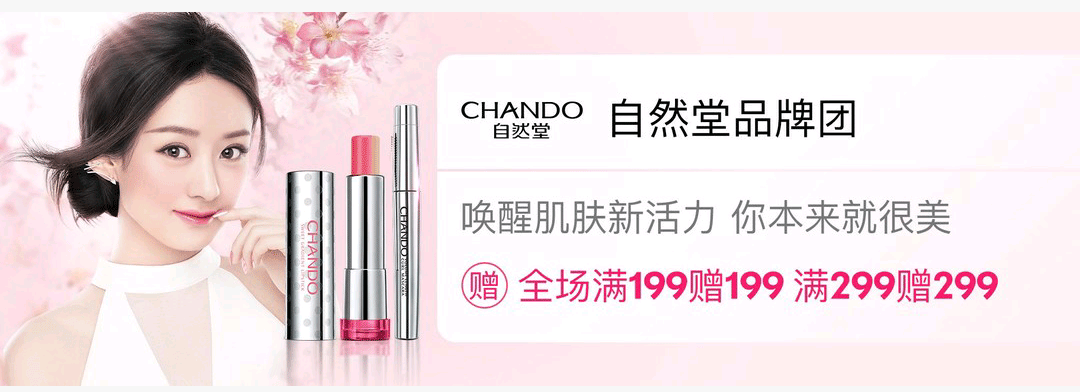 CHANDO
自然堂
自然堂品牌团
唤醒肌肤新活力 你本来就很美
赠 全场满199赠199 满299赠299
CHANDO
CHANDO